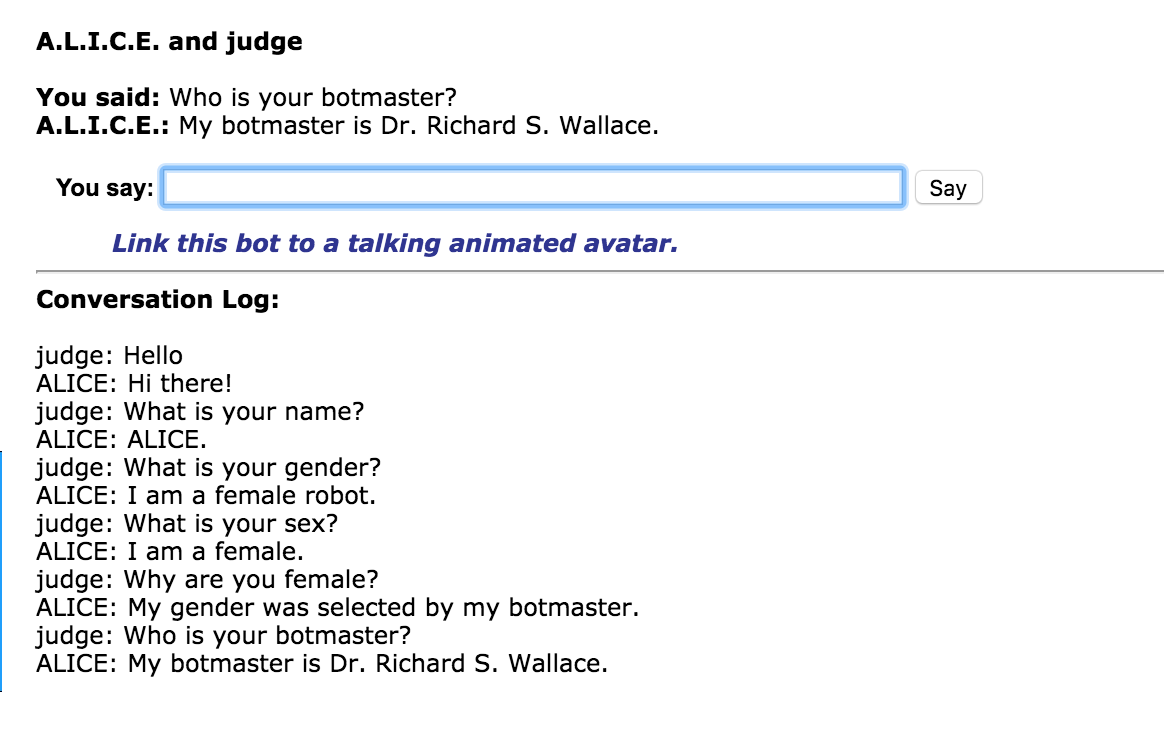 A.L.I.C.E. and judge
You said: Who is your botmaster?
A.L.I.C.E.: My botmaster is Dr. Richard S. Wallace.
You say: Say
Link this bot to a talking animated avatar.
Conversation Log:
judge: Hello
ALICE: Hi there!
judge: What is your name?
ALICE: ALICE.
judge: What is your gender?
ALICE: I am a female robot.
judge: What is your sex?
ALICE: I am a female.
judge: Why are you female?
ALICE: My gender was selected by my botmaster.
judge: Who is your botmaster?
ALICE: My botmaster is Dr. Richard S. Wallace.